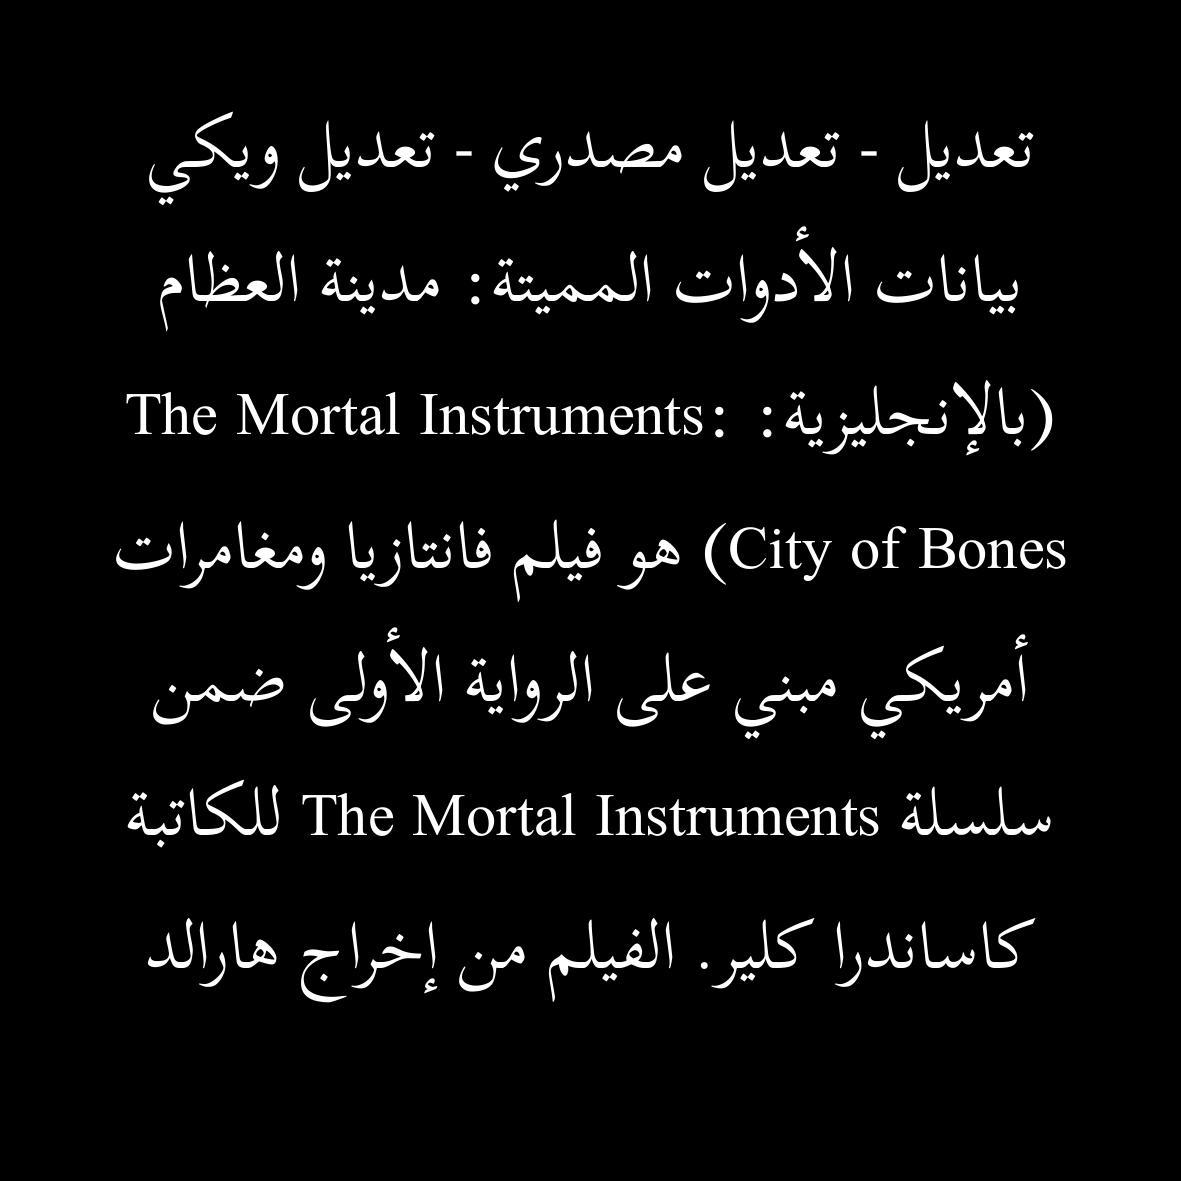 تعديل - تعديل مصدري - تعديل ويكي
بيانات الأدوات المميتة: مدينة العظام
(بالإنجليزية: The Mortal Instruments:
City of Bones) هو فيلم فانتازيا ومغامرات
أمريكي مبني على الرواية الأولى ضمن
سلسلة The Mortal Instruments للكاتبة
كاساندرا كلير. الفيلم من إخراج هارالد